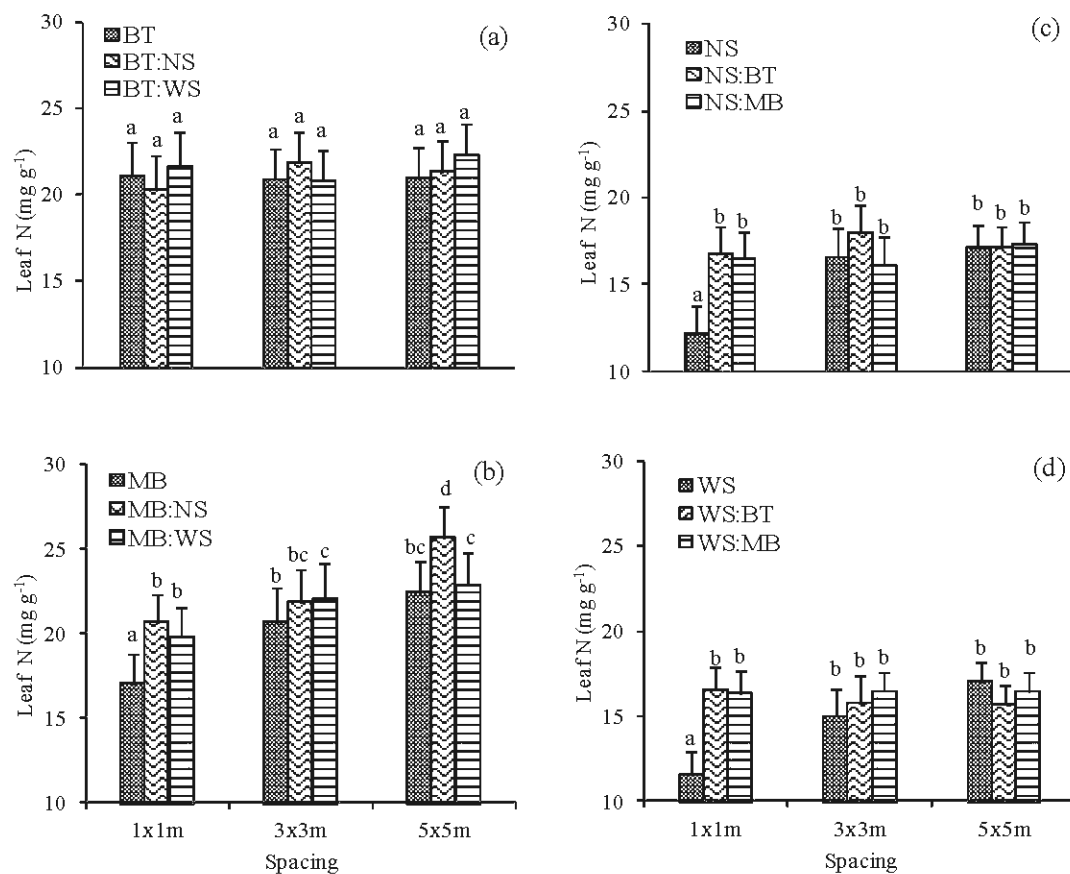 (a)
BT
BT:NS
BT:WS
Leaf N (mg g-1)
30
25
20
15
10
a a a a a a a a a
(c)
NS
NS:BT
NS:MB
Leaf N (mg g-1)
30
25
20
15
10
a b b b b b b b b
(b)
MB
MB:NS
MB:WS
Leaf N (mg g-1)
30
25
20
15
10
a b b b bc c bc d c
1x1m 3x3m 5x5m
Spacing
(d)
WS
WS:BT
WS:MB
Leaf N (mg g-1)
30
25
20
15
10
a b b b b b b b b
1x1m 3x3m 5x5m
Spacing